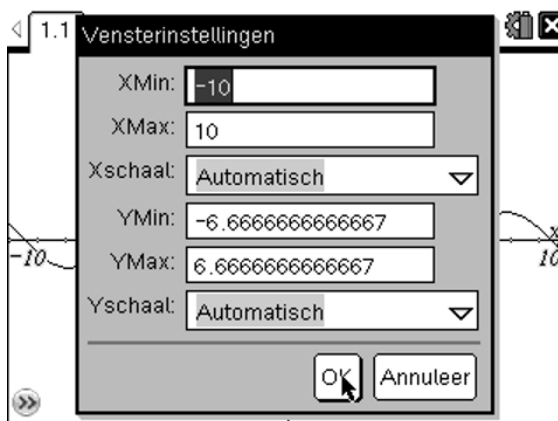 1.1
Vensterinstellingen
XMin: -10
XMax: 10
Xschaal: Automatisch
YMin: -6.6666666666667
YMax: 6.6666666666667
Yschaal: Automatisch
-10
x
10
OK Annuleer